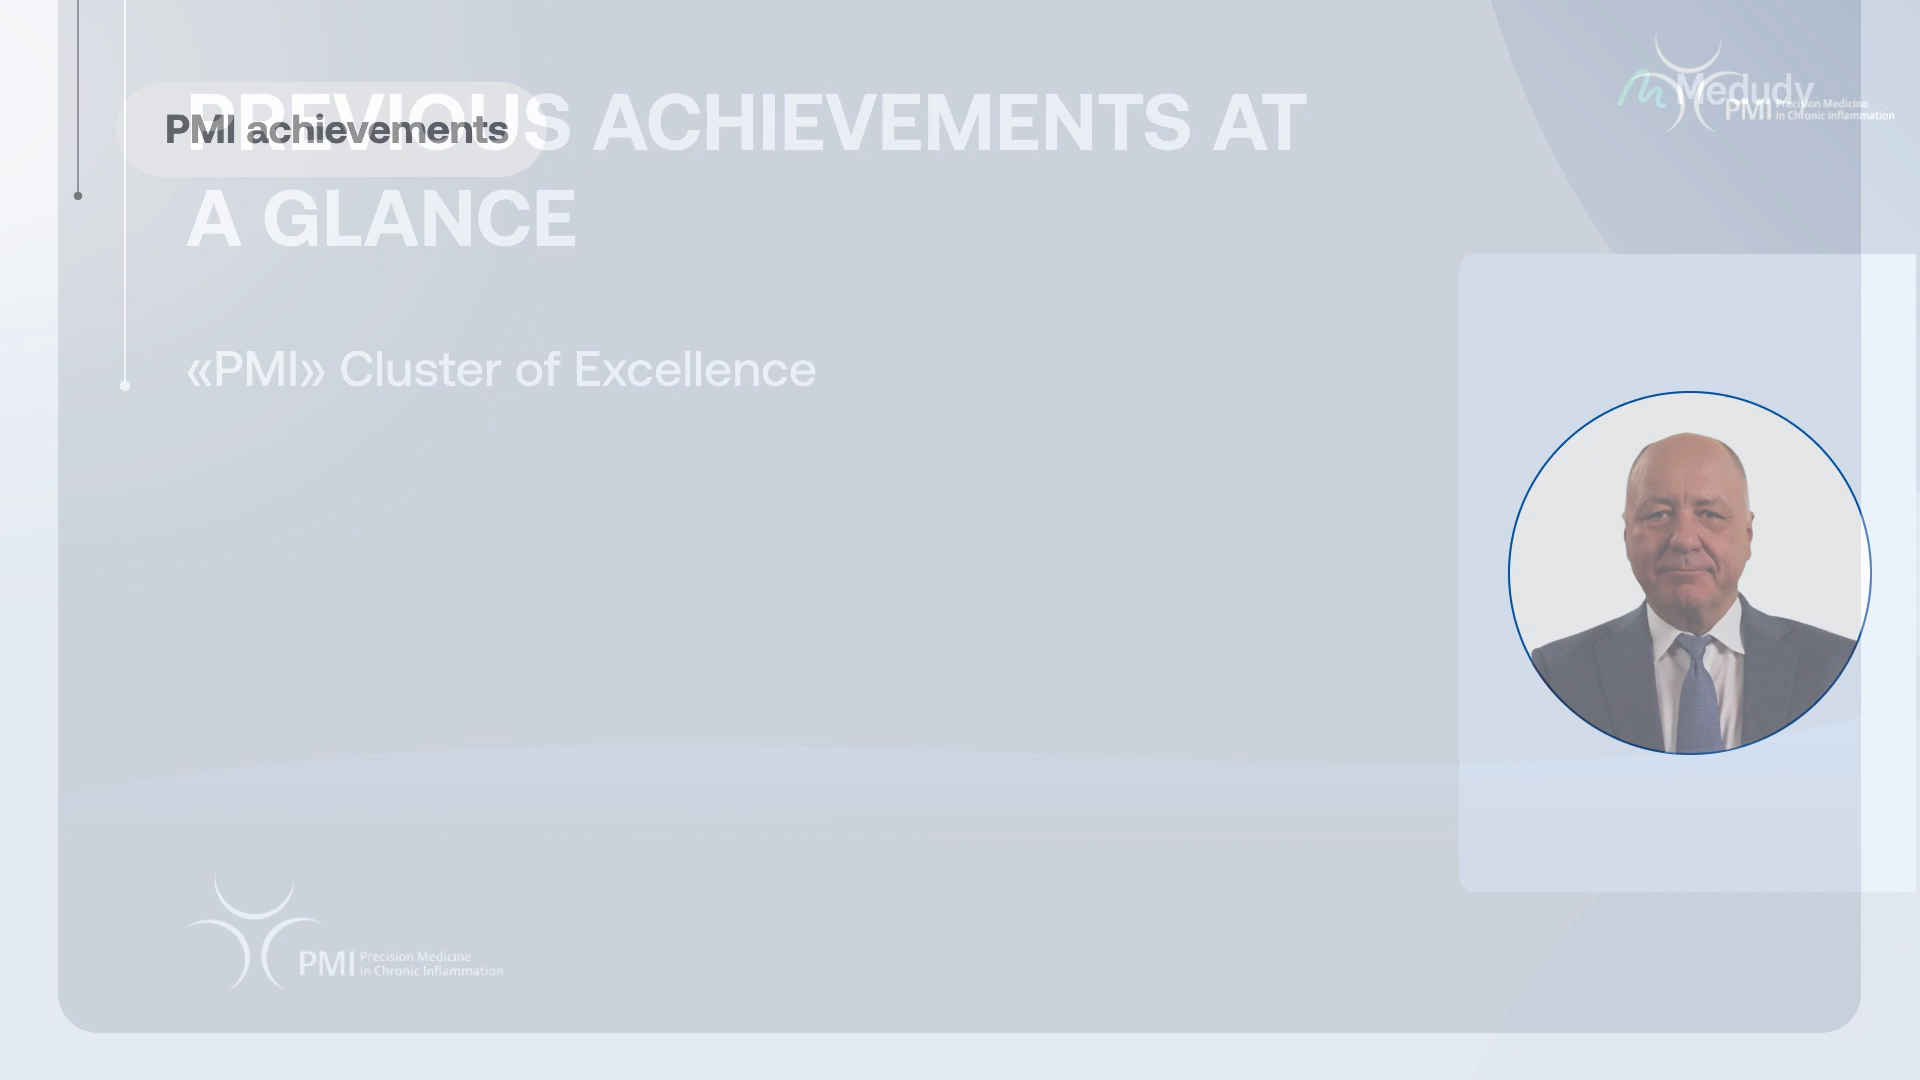 PREVIOUS ACHIEVEMENTS AT
A GLANCE
PMI achievements
«PMI» Cluster of Excellence
Medudy
PMI Precision Medicine
in Chronic Inflammation
PMI Precision Medicine
in Chronic Inflammation